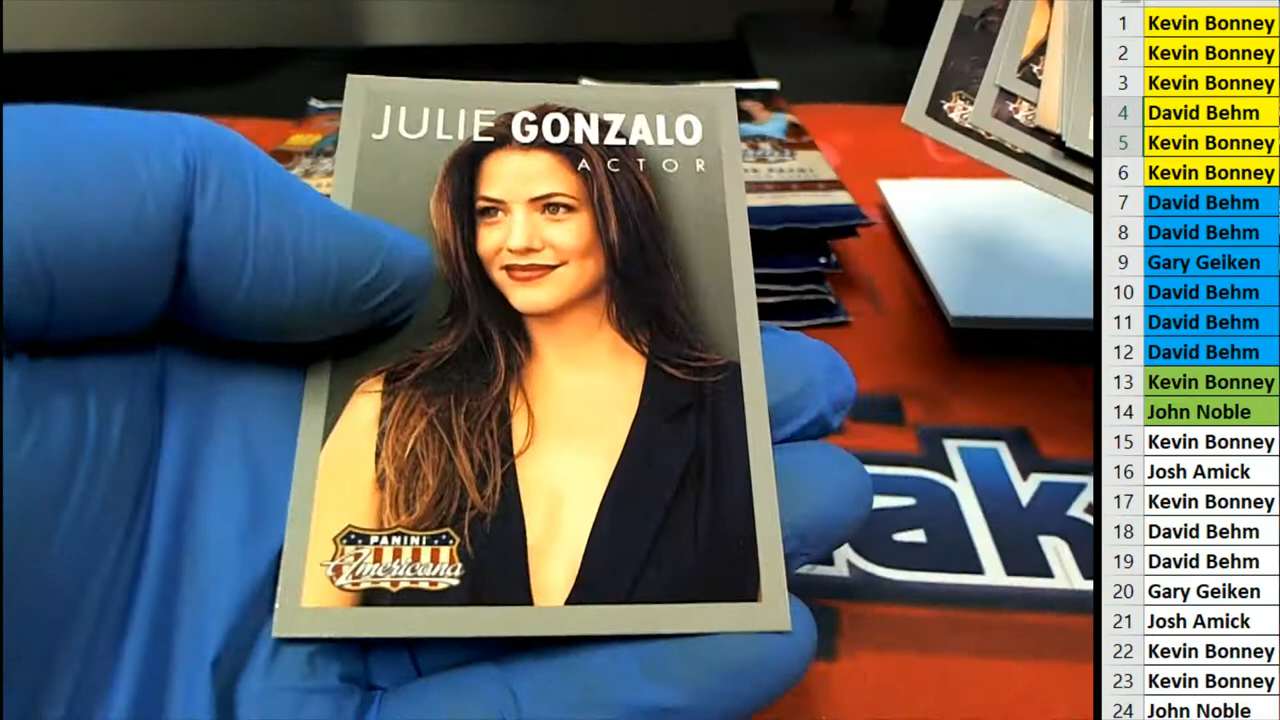 JULIE GONZALO
ACTOR
PANINI
Americana
ak
1 Kevin Bonney
2 Kevin Bonney
3 Kevin Bonney
4 David Behm
5 Kevin Bonney
6 Kevin Bonney
7 David Behm
8 David Behm
9 Gary Geiken
10 David Behm
11 David Behm
12 David Behm
13 Kevin Bonney
14 John Noble
15 Kevin Bonney
16 Josh Amick
17 Kevin Bonney
18 David Behm
19 David Behm
20 Gary Geiken
21 Josh Amick
22 Kevin Bonney
23 Kevin Bonney
24 John Noble